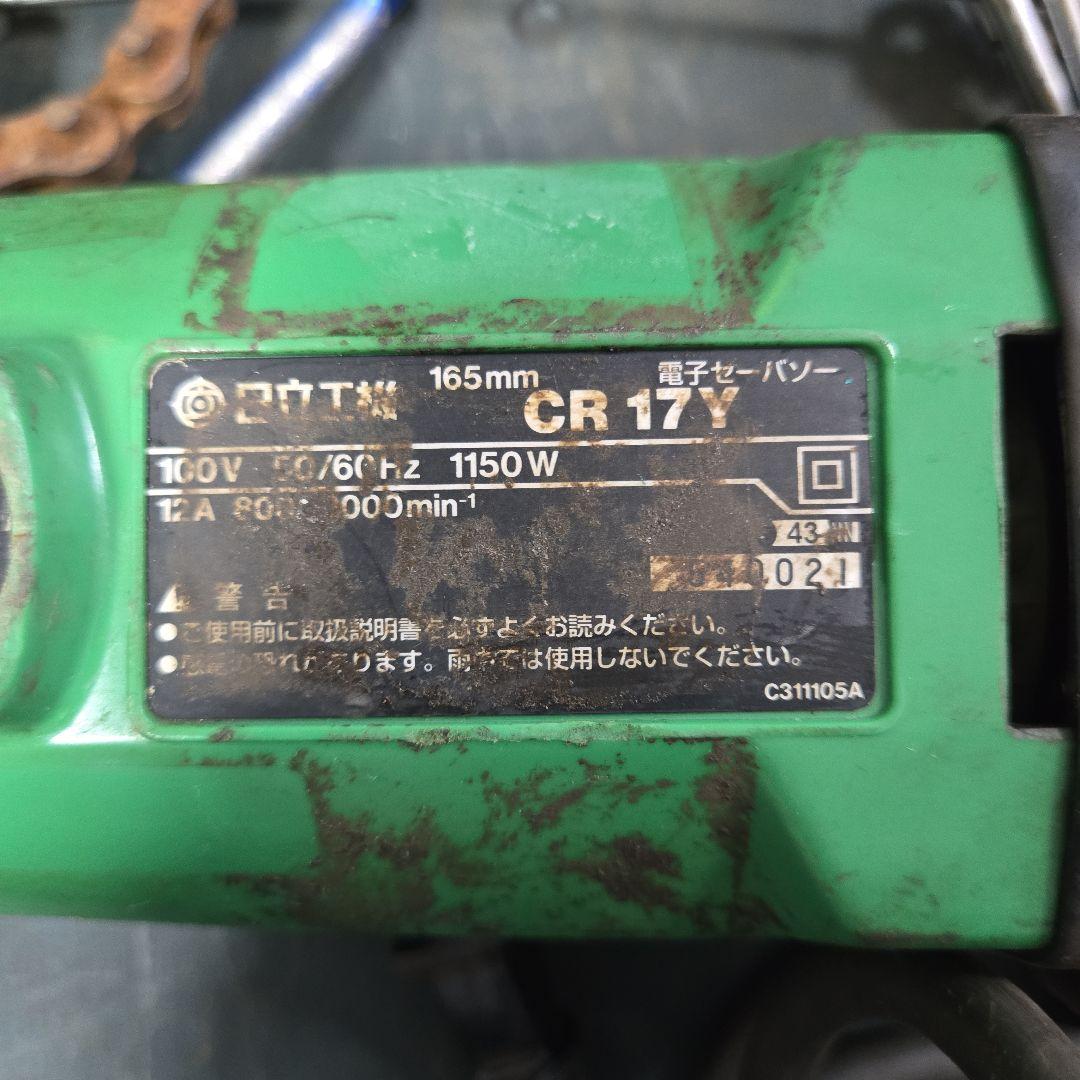 日立工機 165mm 電子セーバソー
CR 17Y
100V 50/60Hz 1150W
12A 000min⁻¹
43
021
警告
●ご使用前に取扱説明書を必ずよくお読みください。
●感電の恐れがあります。雨中では使用しないでください。
C311105A